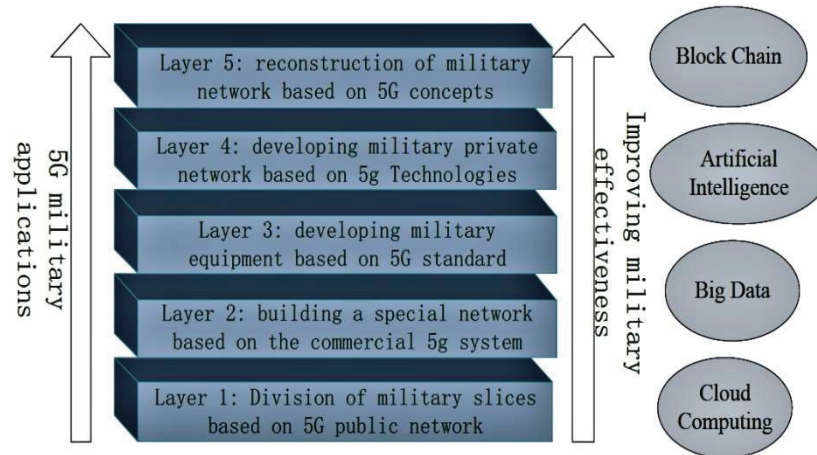 5G military
applications
Layer 5: reconstruction of military
network based on 5G concepts
Layer 4: developing military private
network based on 5g Technologies
Layer 3: developing military
equipment based on 5G standard
Layer 2: building a special network
based on the commercial 5g system
Layer 1: Division of military slices
based on 5G public network
Improving military
effectiveness
Block Chain
Artificial
Intelligence
Big Data
Cloud
Computing